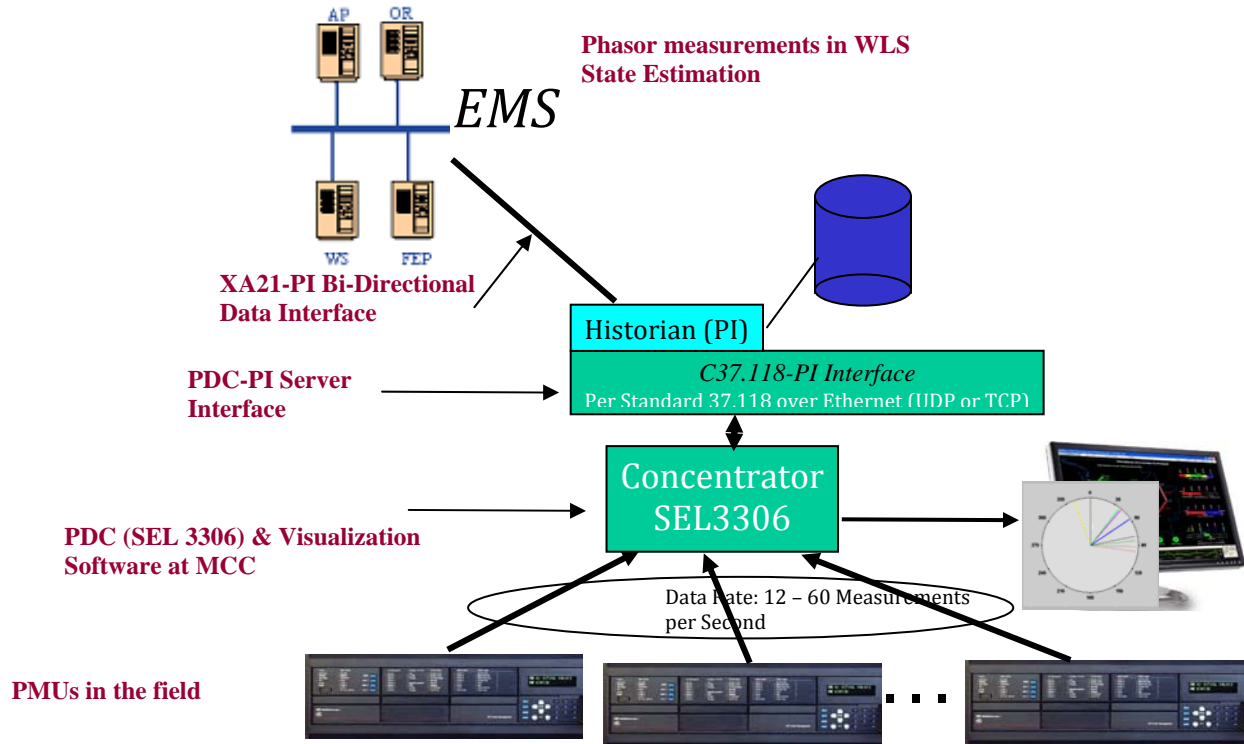 AP
OR
Phasor measurements in WLS
State Estimation
EMS
WS
FEP
XA21-PI Bi-Directional
Data Interface
Historian (PI)
C37.118-PI Interface
Per Standard 37.118 over Ethernet (UDP or TCP)
PDC-PI Server
Interface
Concentrator
SEL3306
PDC (SEL 3306) & Visualization
Software at MCC
Data Rate: 12 – 60 Measurements
per Second
PMUs in the field
. . .